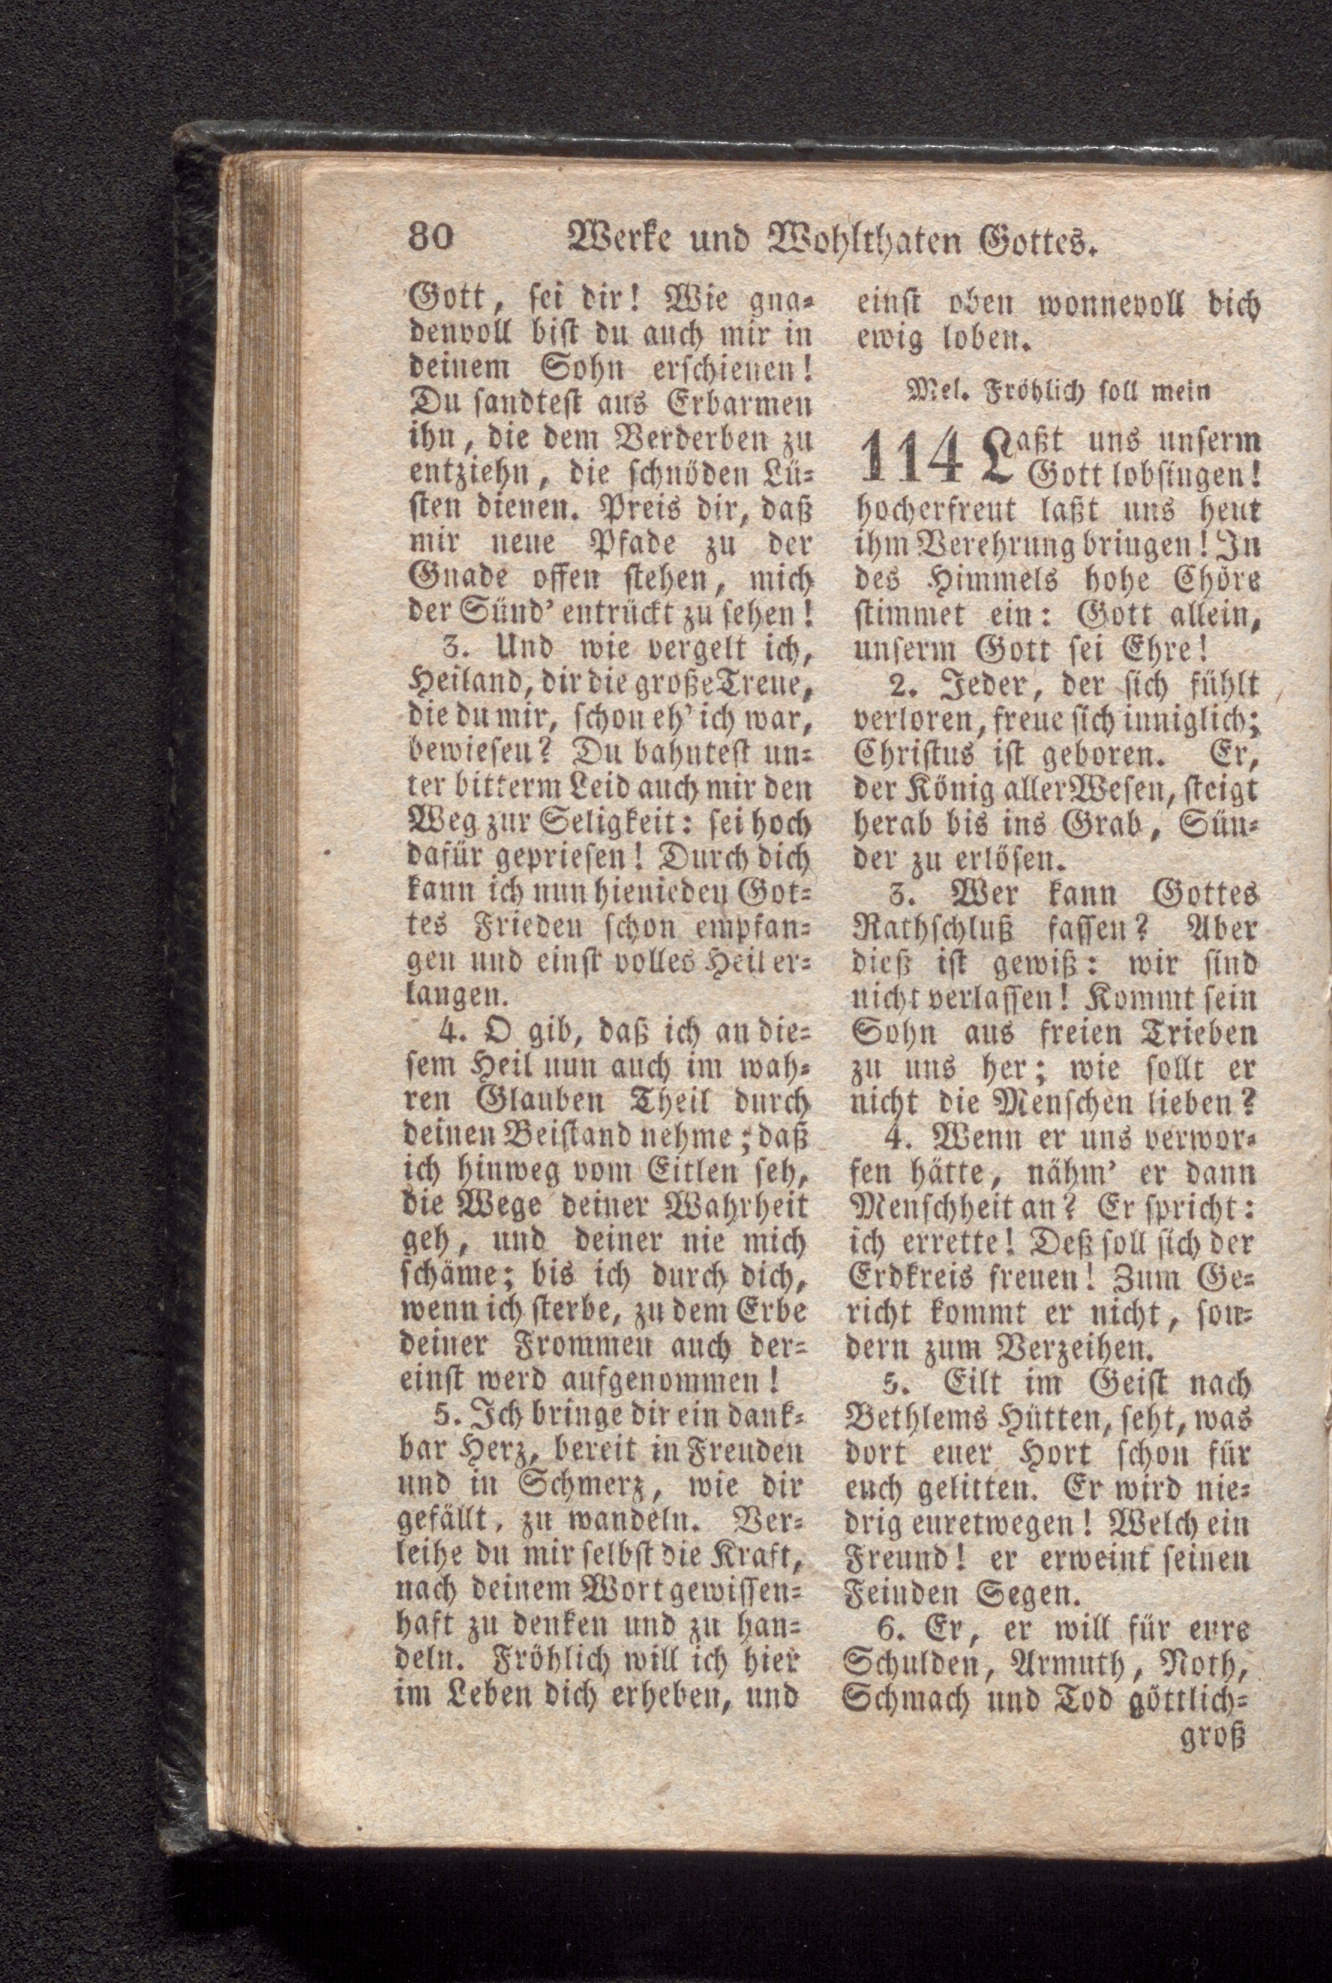 80 Werke und Wohlthaten Gottes.
Gott, sei dir! Wie gna-
denvoll bist du auch mir in
deinem Sohn erschienen!
Du sandtest aus Erbarmen
ihn, die dem Verderben zu
entziehn, die schnöden Lü-
sten dienen. Preis dir, daß
mir neue Pfade zu der
Gnade offen stehen, mich
der Sünd' entrückt zu sehen!
3. Und wie vergelt ich,
Heiland, dir die große Treue,
die du mir, schon eh' ich war,
bewiesen? Du bahntest un-
ter bitterm Leid auch mir den
Weg zur Seligkeit: sei hoch
dafür gepriesen! Durch dich
kann ich nun hienieden Got-
tes Frieden schon empfan-
gen und einst volles Heil er-
langen.
4. O gib, daß ich an die-
sem Heil nun auch im wah-
ren Glauben Theil durch
deinen Beistand nehme; daß
ich hinweg vom Eitlen seh,
die Wege deiner Wahrheit
geh, und deiner nie mich
schäme; bis ich durch dich,
wenn ich sterbe, zu dem Erbe
deiner Frommen auch der-
einst werd aufgenommen!
5. Ich bringe dir ein dank-
bar Herz, bereit in Freuden
und in Schmerz, wie dir
gefällt, zu wandeln. Ver-
leihe du mir selbst die Kraft,
nach deinem Wort gewissen-
haft zu denken und zu han-
deln. Fröhlich will ich hier
im Leben dich erheben, und
einst oben wonnevoll dich
ewig loben.
Mel. Fröhlich soll mein
114 Laßt uns unserm
Gott lobsingen!
hocherfreut laßt uns heut
ihm Verehrung bringen! In
des Himmels hohe Chöre
stimmet ein: Gott allein,
unserm Gott sei Ehre!
2. Jeder, der sich fühlt
verloren, freue sich inniglich;
Christus ist geboren. Er,
der König aller Wesen, steigt
herab bis ins Grab, Sün-
der zu erlösen.
3. Wer kann Gottes
Rathschluß fassen? Aber
dieß ist gewiß: wir sind
nicht verlassen! Kommt sein
Sohn aus freien Trieben
zu uns her; wie sollt er
nicht die Menschen lieben?
4. Wenn er uns verwor-
fen hätte, nähm' er dann
Menschheit an? Er spricht:
ich errette! Deß soll sich der
Erdkreis freuen! Zum Ge-
richt kommt er nicht, son-
dern zum Verzeihen.
5. Eilt im Geist nach
Bethlems Hütten, seht, was
dort euer Hort schon für
euch gelitten. Er wird nie-
drig euretwegen! Welch ein
Freund! er erweint seinen
Feinden Segen.
6. Er, er will für eure
Schulden, Armuth, Noth,
Schmach und Tod göttlich-
groß